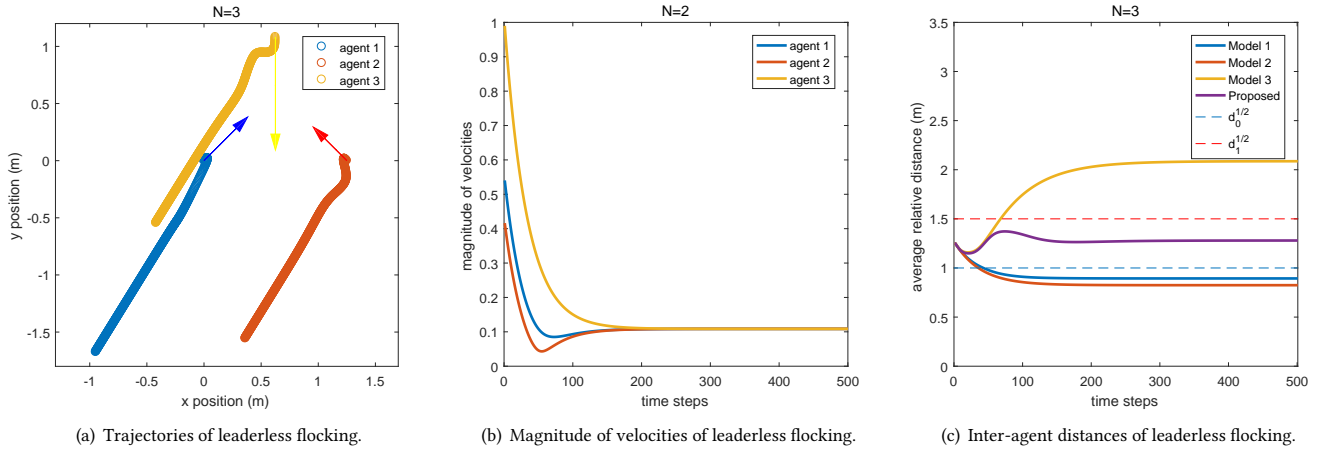 N=3
y position (m)
1
0.5
0
-0.5
-1
-1.5
-1
-0.5
0
0.5
1
1.5
x position (m)
agent 1
agent 2
agent 3
(a) Trajectories of leaderless flocking.
N=2
magnitude of velocities
1
0.9
0.8
0.7
0.6
0.5
0.4
0.3
0.2
0.1
0
0
100
200
300
400
500
time steps
agent 1
agent 2
agent 3
(b) Magnitude of velocities of leaderless flocking.
N=3
average relative distance (m)
3.5
3
2.5
2
1.5
1
0.5
0
0
100
200
300
400
500
time steps
Model 1
Model 2
Model 3
Proposed
d_0^{1/2}
d_1^{1/2}
(c) Inter-agent distances of leaderless flocking.